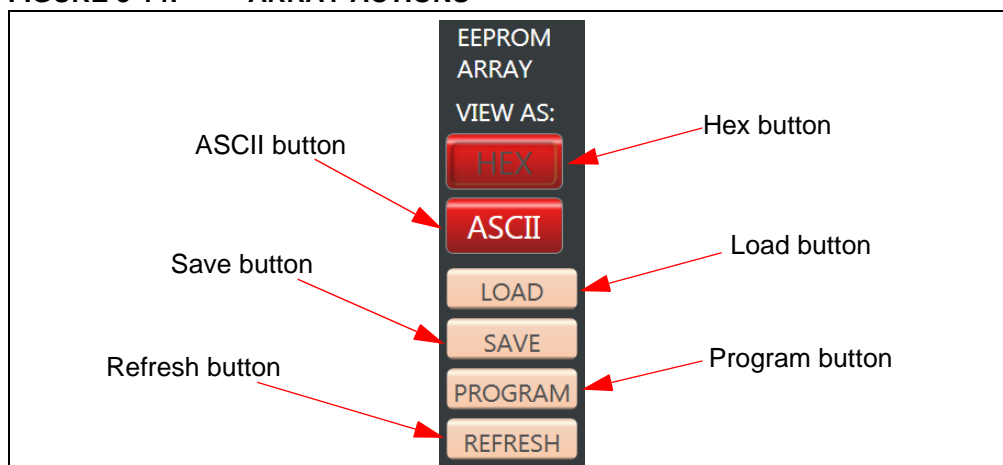 EEPROM
ARRAY
VIEW AS:
Hex button
ASCII button
HEX
ASCII
Save button
Load button
LOAD
SAVE
Refresh button
Program button
PROGRAM
REFRESH